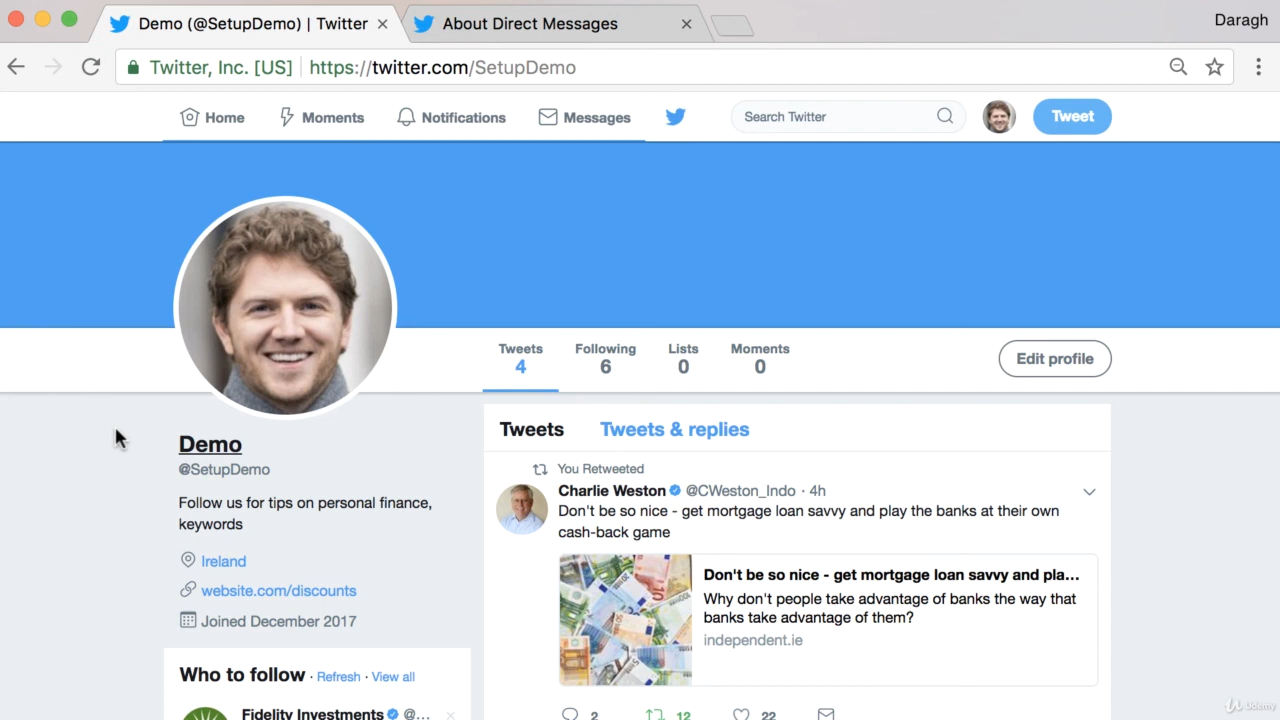 Demo (@SetupDemo) | Twitter
About Direct Messages
Daragh
Twitter, Inc. [US] https://twitter.com/SetupDemo
Home Moments Notifications Messages Search Twitter Tweet
Tweets Following Lists Moments
4 6 0 0
Edit profile
Demo
@SetupDemo
Follow us for tips on personal finance,
keywords
Ireland
website.com/discounts
Joined December 2017
Who to follow · Refresh · View all
Fidelity Investments @...
Tweets Tweets & replies
You Retweeted
Charlie Weston @CWeston_Indo · 4h
Don't be so nice - get mortgage loan savvy and play the banks at their own
cash-back game
Don't be so nice - get mortgage loan savvy and pla...
Why don't people take advantage of banks the way that
banks take advantage of them?
independent.ie
2 12 22
Udemy